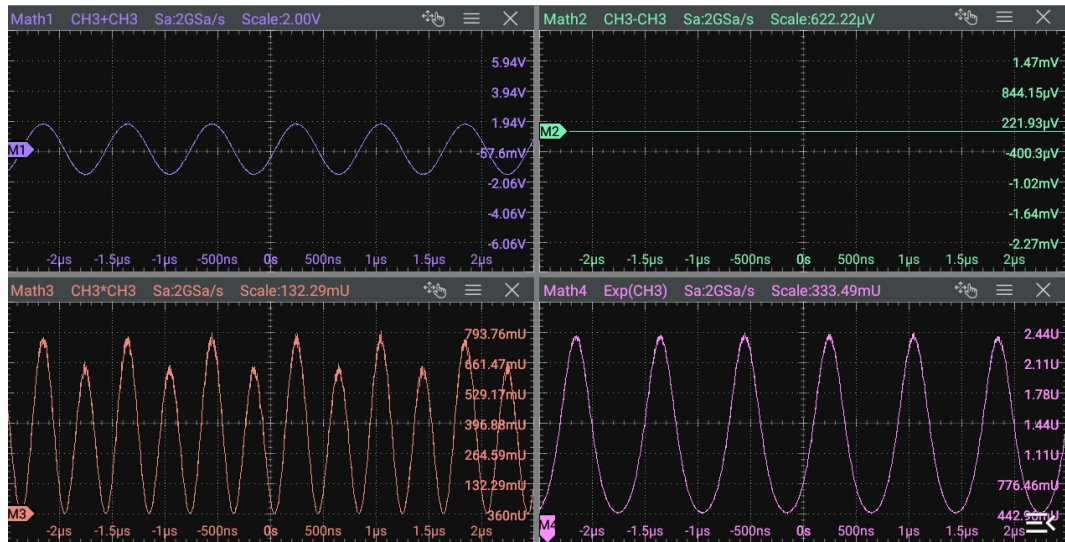 Math1 CH3+CH3 Sa:2GSa/s Scale:2.00V
5.94V
3.94V
1.94V
M1
-57.6mV
-2.06V
-4.06V
-6.06V
-2µs -1.5µs -1µs -500ns 0s 500ns 1µs 1.5µs 2µs
Math2 CH3-CH3 Sa:2GSa/s Scale:622.22µV
1.47mV
844.15µV
221.93µV
M2
-400.3µV
-1.02mV
-1.64mV
-2.27mV
-2µs -1.5µs -1µs -500ns 0s 500ns 1µs 1.5µs 2µs
Math3 CH3*CH3 Sa:2GSa/s Scale:132.29mU
793.76mU
661.47mU
529.17mU
396.88mU
264.59mU
132.29mU
M3
360nU
-2µs -1.5µs -1µs -500ns 0s 500ns 1µs 1.5µs 2µs
Math4 Exp(CH3) Sa:2GSa/s Scale:333.49mU
2.44U
2.11U
1.78U
1.44U
1.11U
776.46mU
M4
-2µs -1.5µs -1µs -500ns 0s 500ns 1µs 1.5µs 2µs